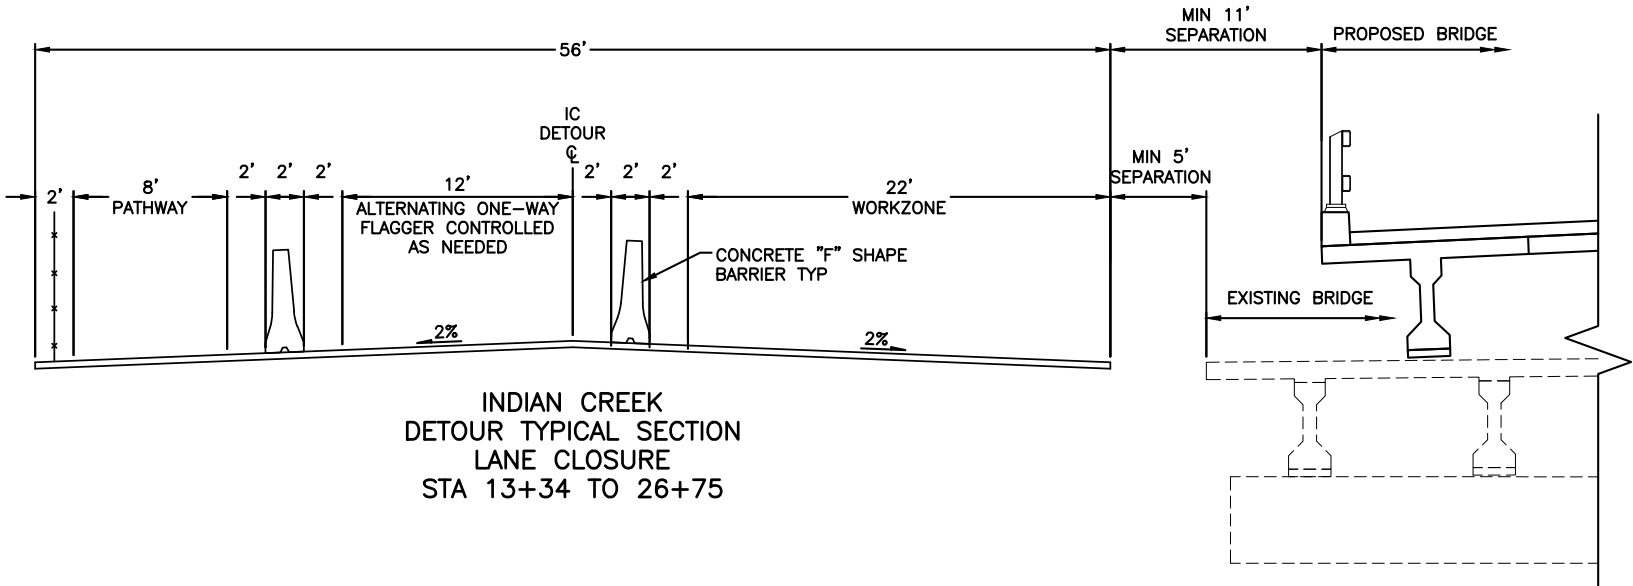 MIN 11'
SEPARATION
PROPOSED BRIDGE
56'
IC
DETOUR
℄
MIN 5'
SEPARATION
2'
8'
PATHWAY
2'
2'
2'
12'
ALTERNATING ONE-WAY
FLAGGER CONTROLLED
AS NEEDED
2'
2'
2'
22'
WORKZONE
CONCRETE "F" SHAPE
BARRIER TYP
EXISTING BRIDGE
2%
2%
INDIAN CREEK
DETOUR TYPICAL SECTION
LANE CLOSURE
STA 13+34 TO 26+75